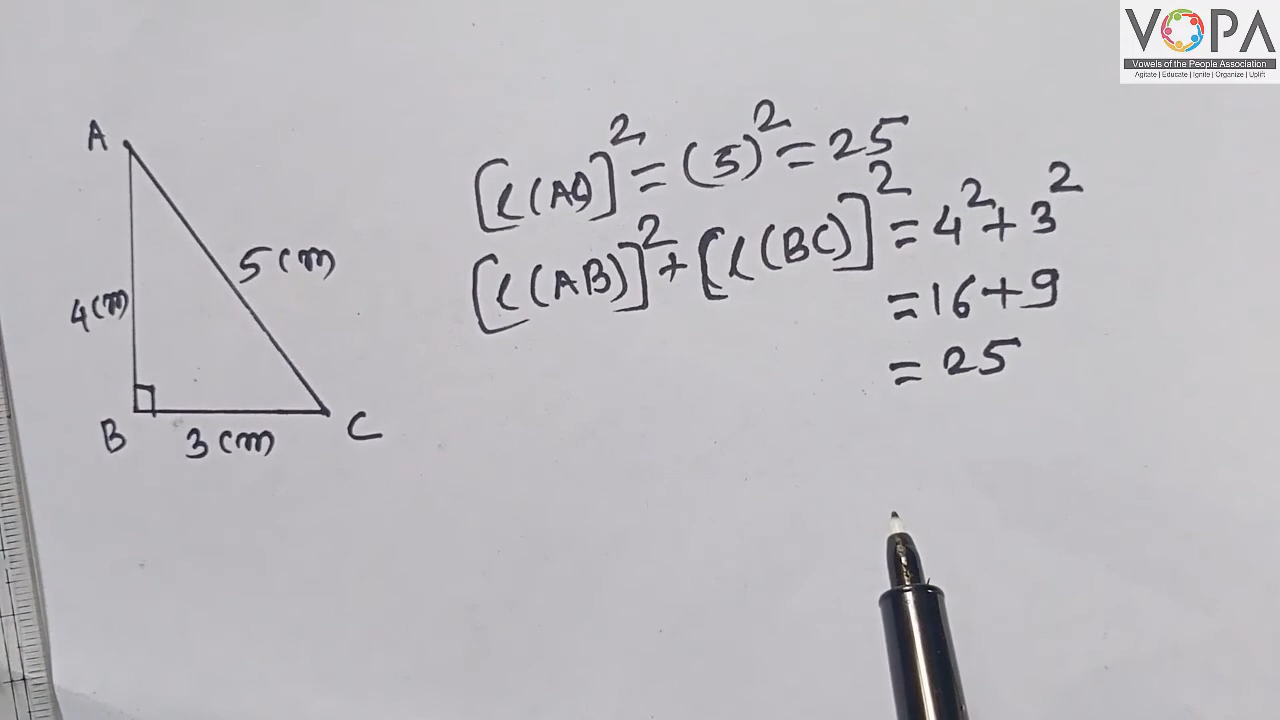 VOPA
Vowels of the People Association
Agitate | Educate | Ignite | Organize | Uplift
A
5 cm
4 cm
B
3 cm
C
[l(AC)]² = (5)² = 25
[l(AB)]² + [l(BC)]² = 4² + 3²
= 16 + 9
= 25